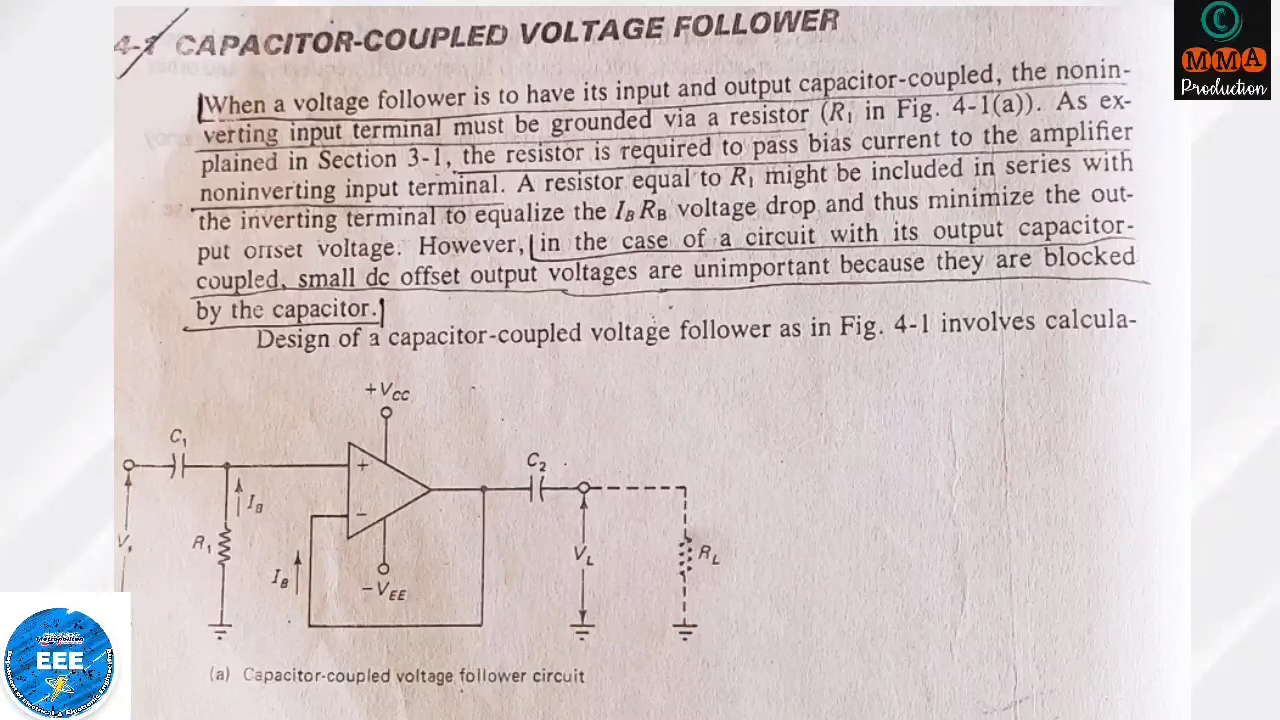 4-1 CAPACITOR-COUPLED VOLTAGE FOLLOWER
When a voltage follower is to have its input and output capacitor-coupled, the nonin-
verting input terminal must be grounded via a resistor (R1 in Fig. 4-1(a)). As ex-
plained in Section 3-1, the resistor is required to pass bias current to the amplifier
noninverting input terminal. A resistor equal to R1 might be included in series with
the inverting terminal to equalize the IB RB voltage drop and thus minimize the out-
put offset voltage. However, in the case of a circuit with its output capacitor-
coupled, small dc offset output voltages are unimportant because they are blocked
by the capacitor.
Design of a capacitor-coupled voltage follower as in Fig. 4-1 involves calcula-
+VCC
C1
+
C2
IB
R1
−
VL
RL
IB
−VEE
(a) Capacitor-coupled voltage follower circuit
©
MMA
Production
Metropolitan
EEE